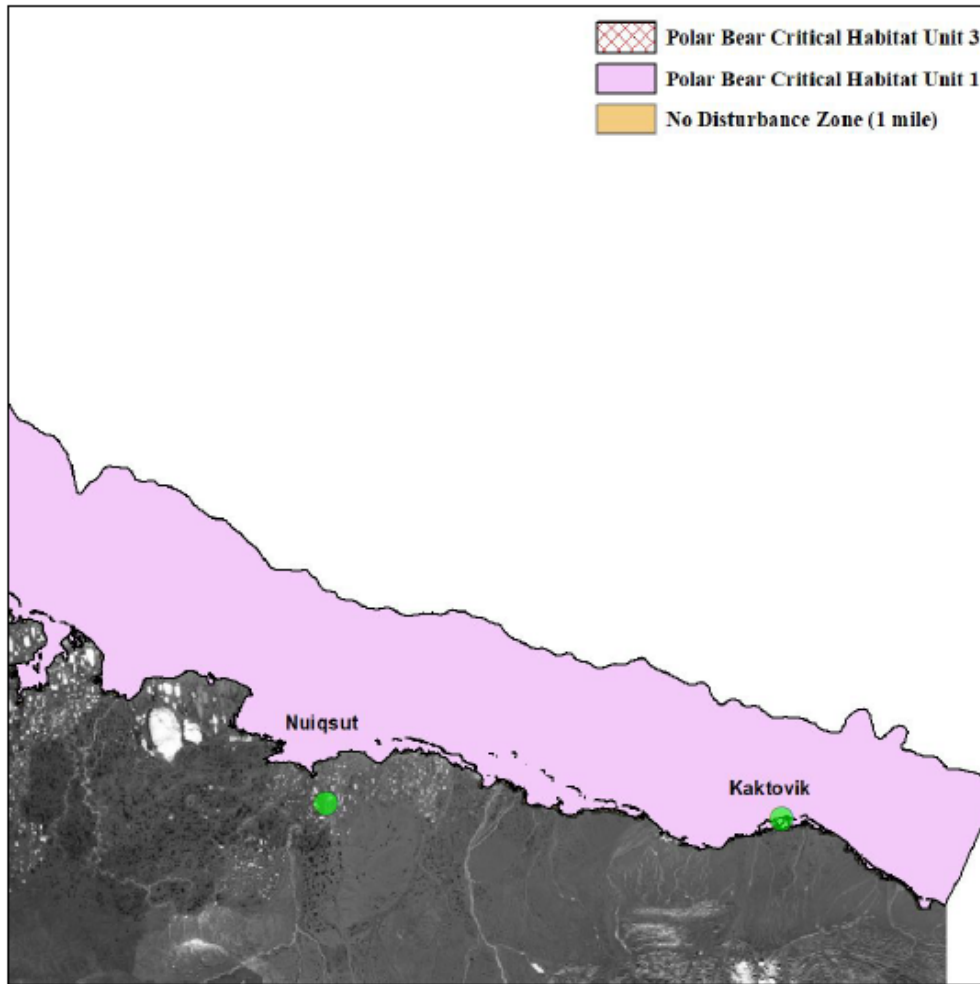 Polar Bear Critical Habitat Unit 3
Polar Bear Critical Habitat Unit 1
No Disturbance Zone (1 mile)
Nuiqsut
Kaktovik